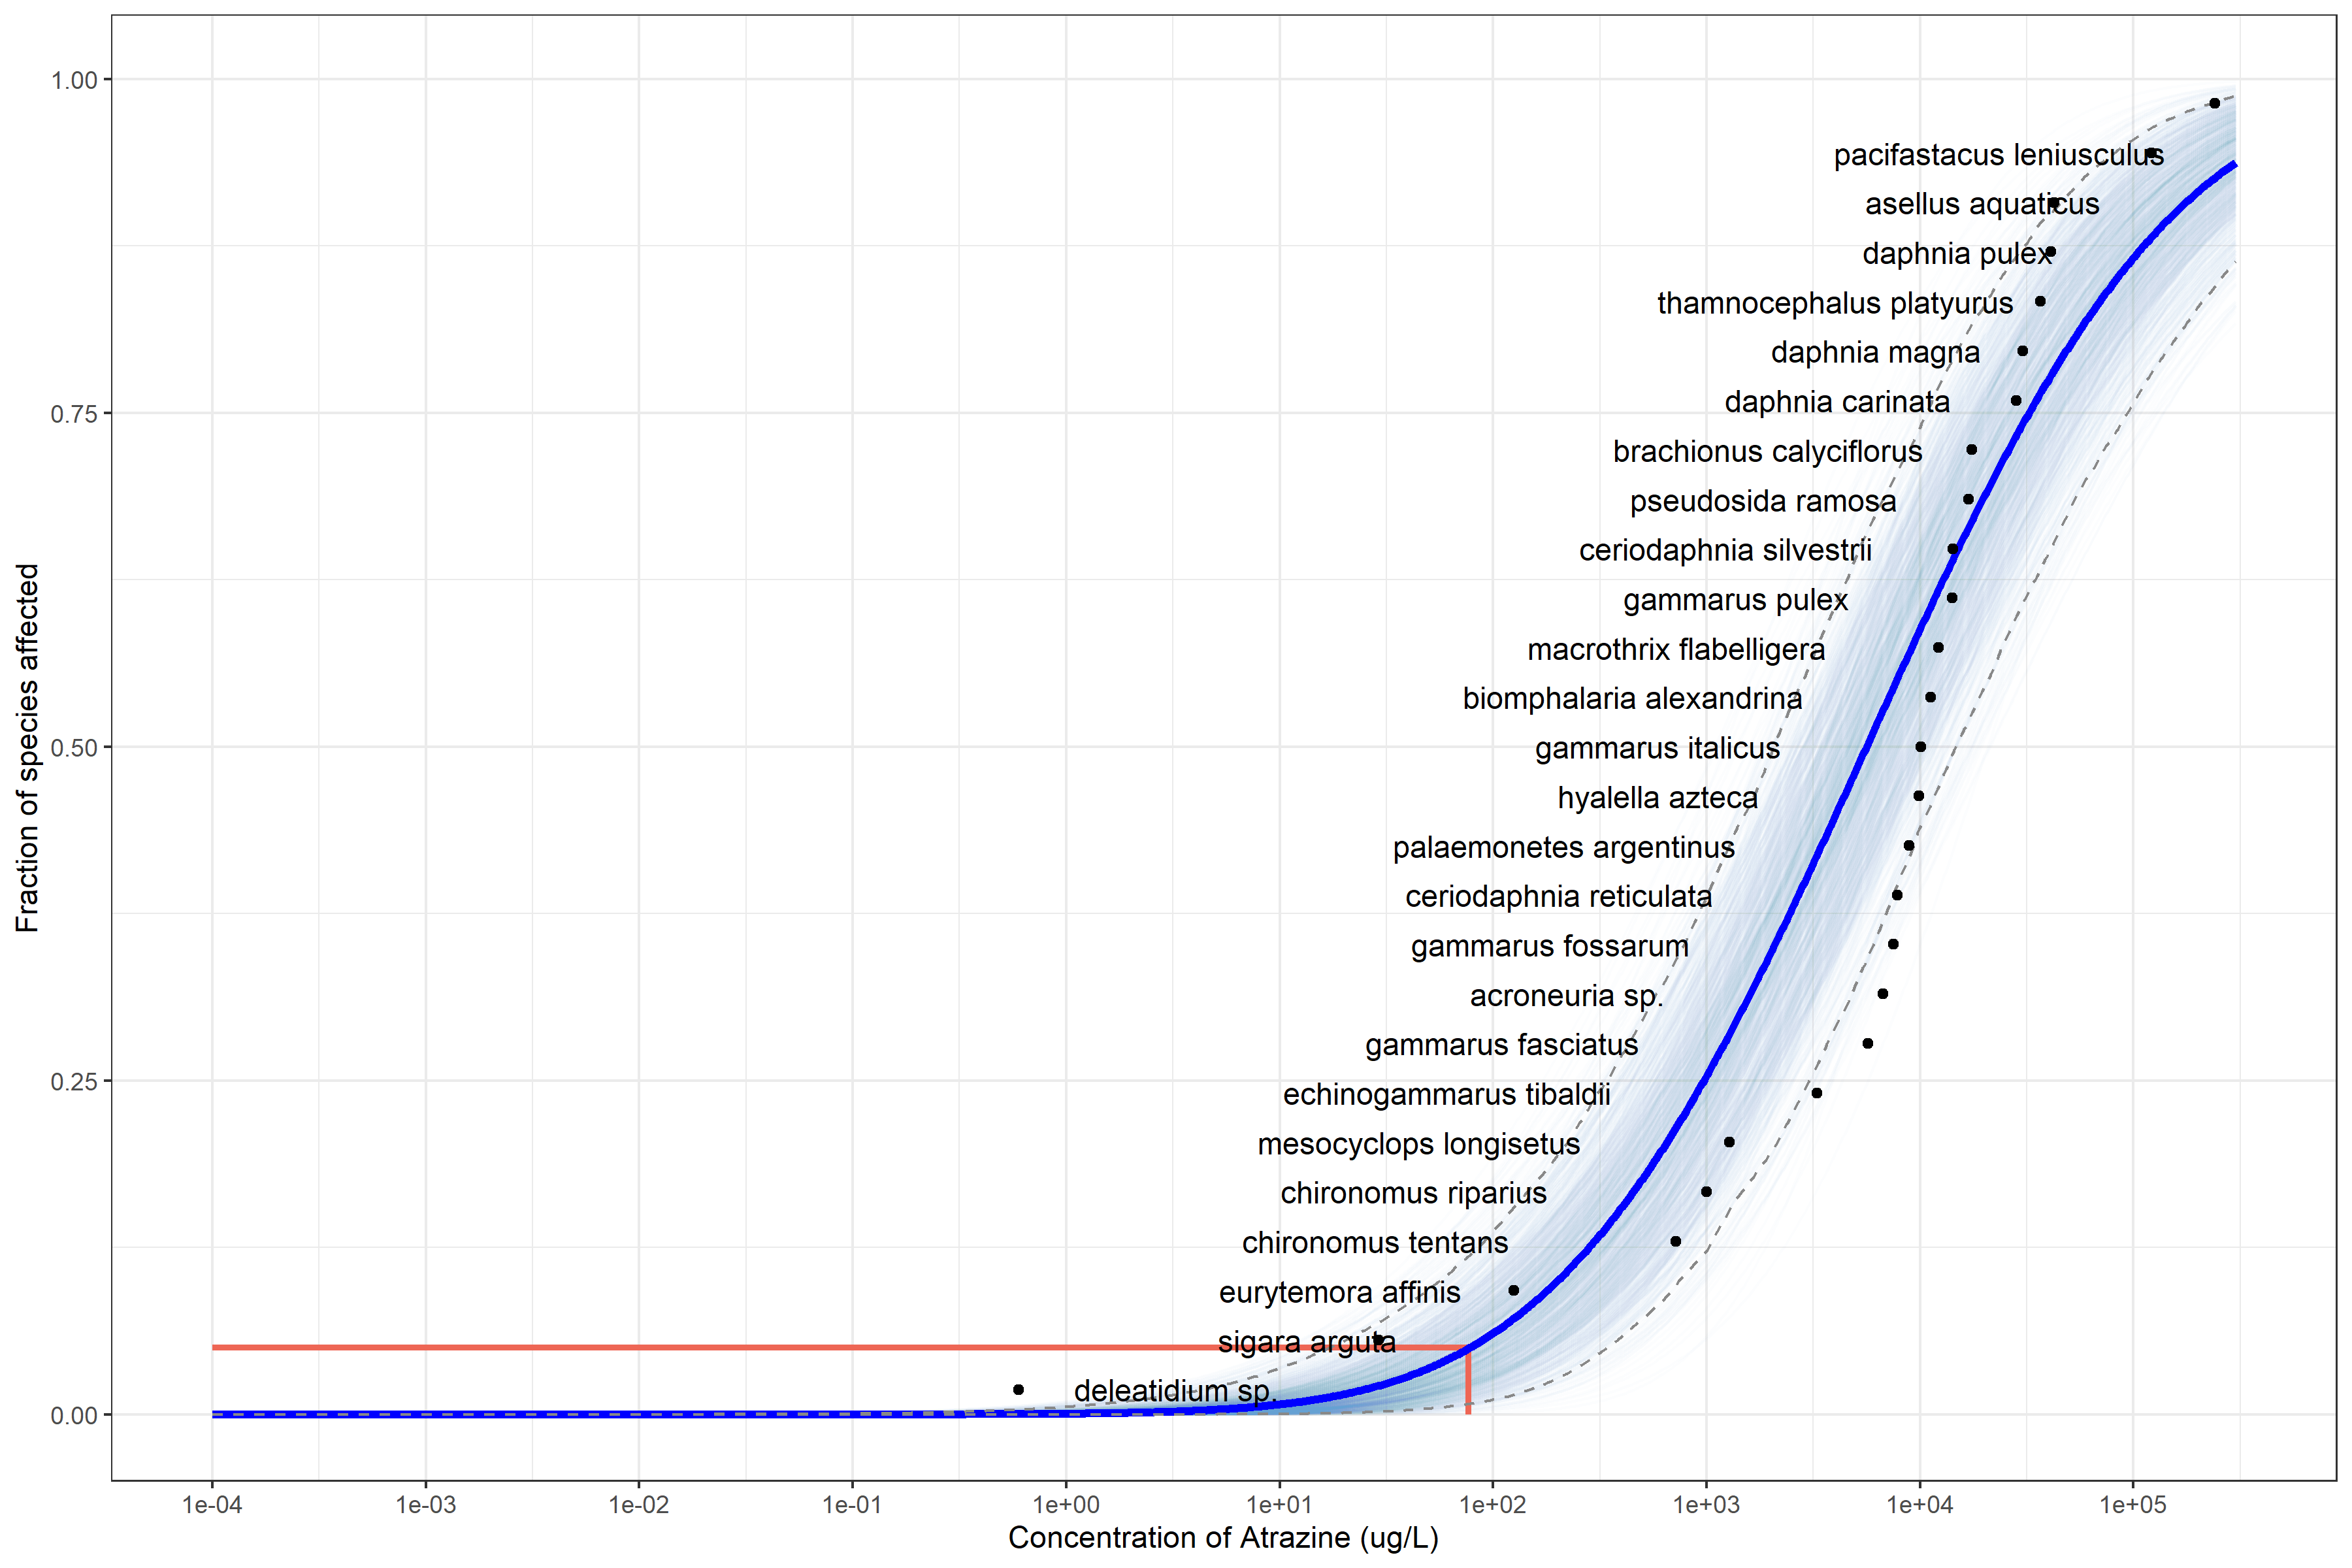 1.00
0.75
0.50
0.25
0.00
Fraction of species affected
pacifastacus leniusculus
asellus aquaticus
daphnia pulex
thamnocephalus platyurus
daphnia magna
daphnia carinata
brachionus calyciflorus
pseudosida ramosa
ceriodaphnia silvestrii
gammarus pulex
macrothrix flabelligera
biomphalaria alexandrina
gammarus italicus
hyalella azteca
palaemonetes argentinus
ceriodaphnia reticulata
gammarus fossarum
acroneuria sp.
gammarus fasciatus
echinogammarus tibaldii
mesocyclops longisetus
chironomus riparius
chironomus tentans
eurytemora affinis
sigara arguta
deleatidium sp.
1e-04 1e-03 1e-02 1e-01 1e+00 1e+01 1e+02 1e+03 1e+04 1e+05
Concentration of Atrazine (ug/L)